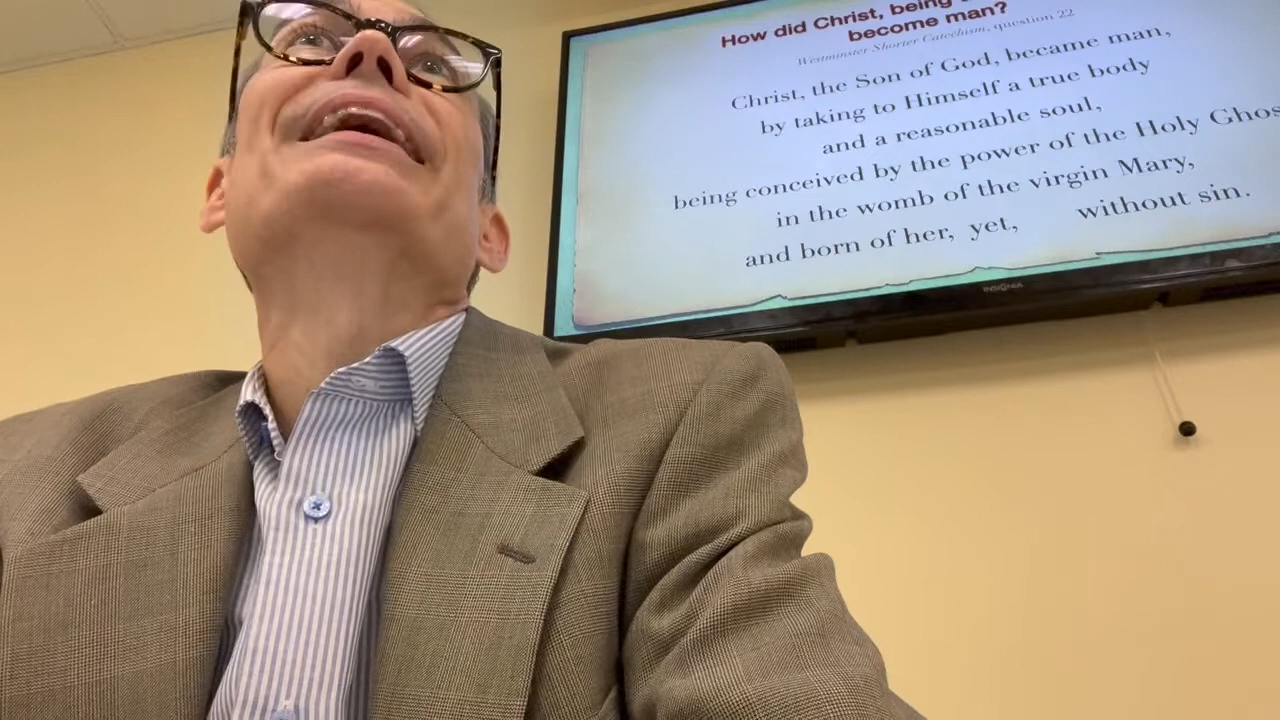 How did Christ, being
become man?
Westminster Shorter Catechism, question 22
Christ, the Son of God, became man,
by taking to Himself a true body
and a reasonable soul,
being conceived by the power of the Holy Ghos
in the womb of the virgin Mary,
and born of her, yet, without sin.
INSIGNIA